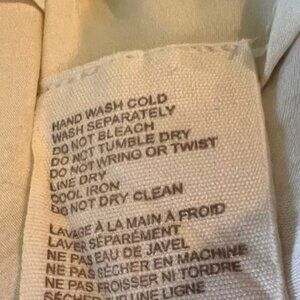 HAND WASH COLD
WASH SEPARATELY
DO NOT BLEACH
DO NOT TUMBLE DRY
DO NOT WRING OR TWIST
LINE DRY
COOL IRON
DO NOT DRY CLEAN
LAVAGE À LA MAIN À FROID
LAVER SÉPARÉMENT
NE PAS EAU DE JAVEL
NE PAS SÉCHER EN MACHINE
NE PAS FROISSER NI TORDRE
SÉCHER SUR UNE LIGNE